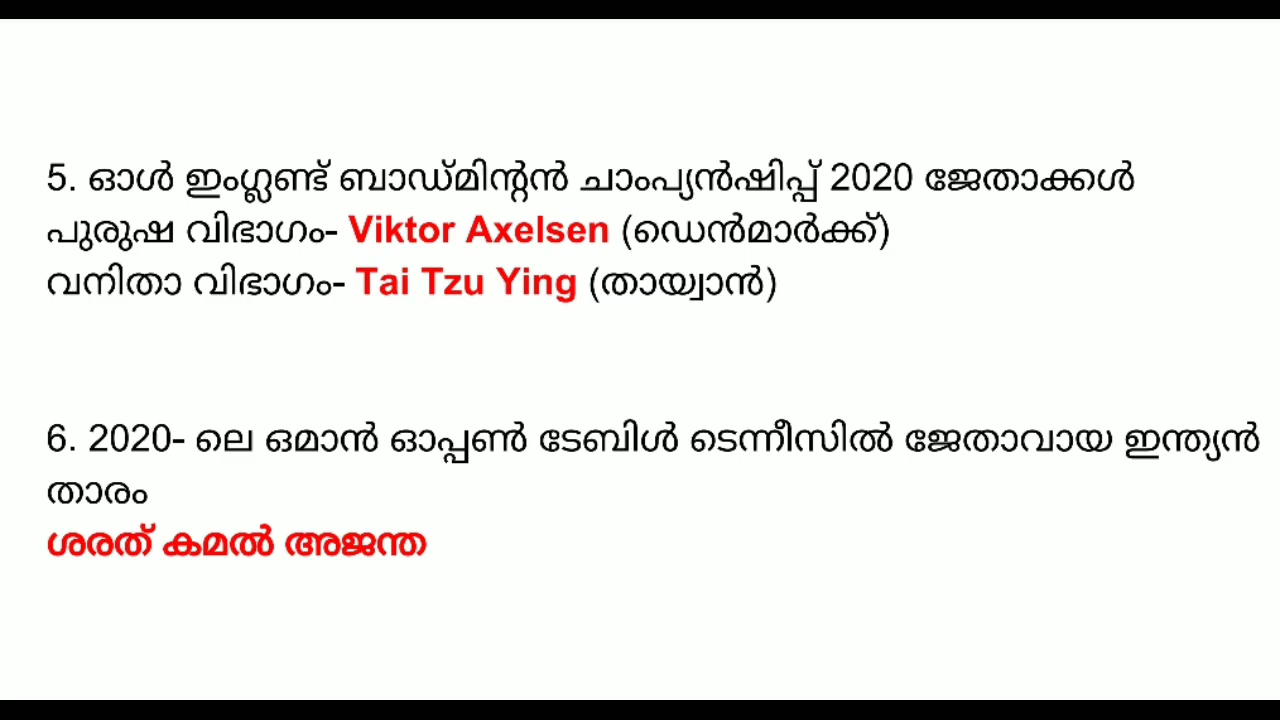 5. ഓൾ ഇംഗ്ലണ്ട് ബാഡ്മിന്റൻ ചാംപ്യൻഷിപ്പ് 2020 ജേതാക്കൾ
പുരുഷ വിഭാഗം- Viktor Axelsen (ഡെൻമാർക്ക്)
വനിതാ വിഭാഗം- Tai Tzu Ying (തായ്വാൻ)
6. 2020- ലെ ഒമാൻ ഓപ്പൺ ടേബിൾ ടെന്നീസിൽ ജേതാവായ ഇന്ത്യൻ
താരം
ശരത് കമൽ അജന്ത